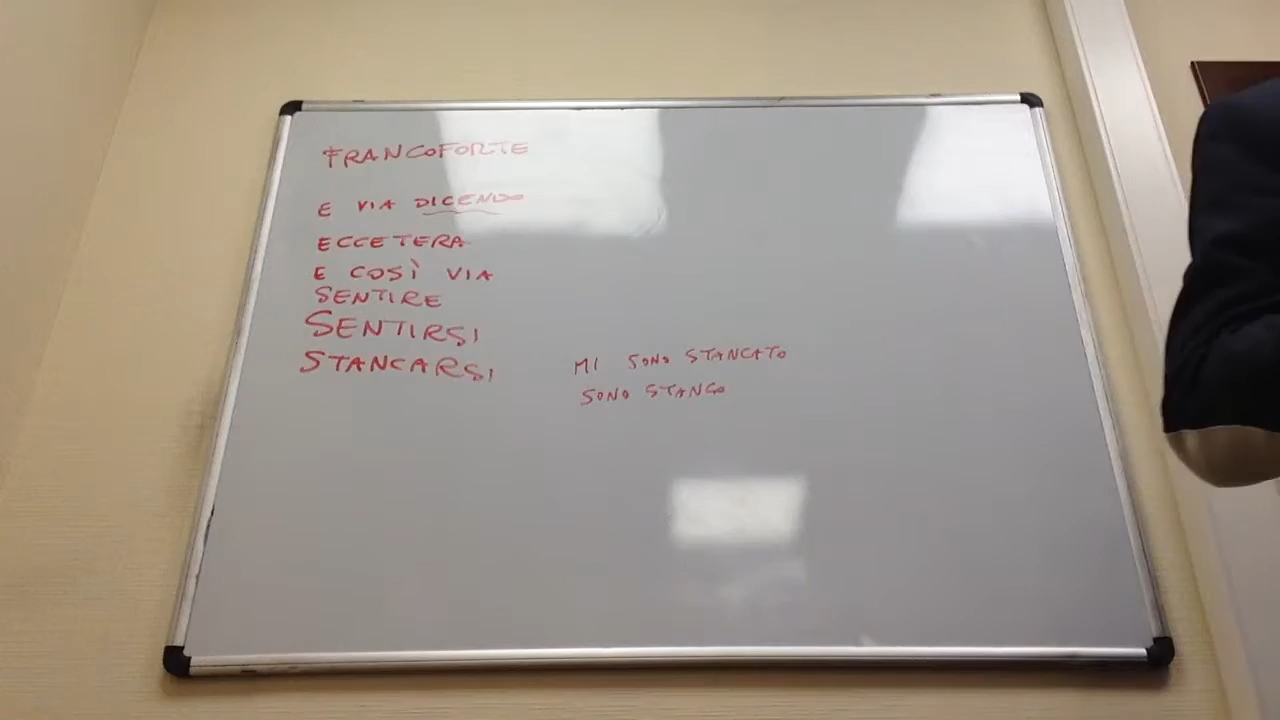 FRANCOFORTE
E VIA DICENDO
ECCETERA
E COSÌ VIA
SENTIRE
SENTIRSI
STANCARSI
MI SONO STANCATO
SONO STANCO